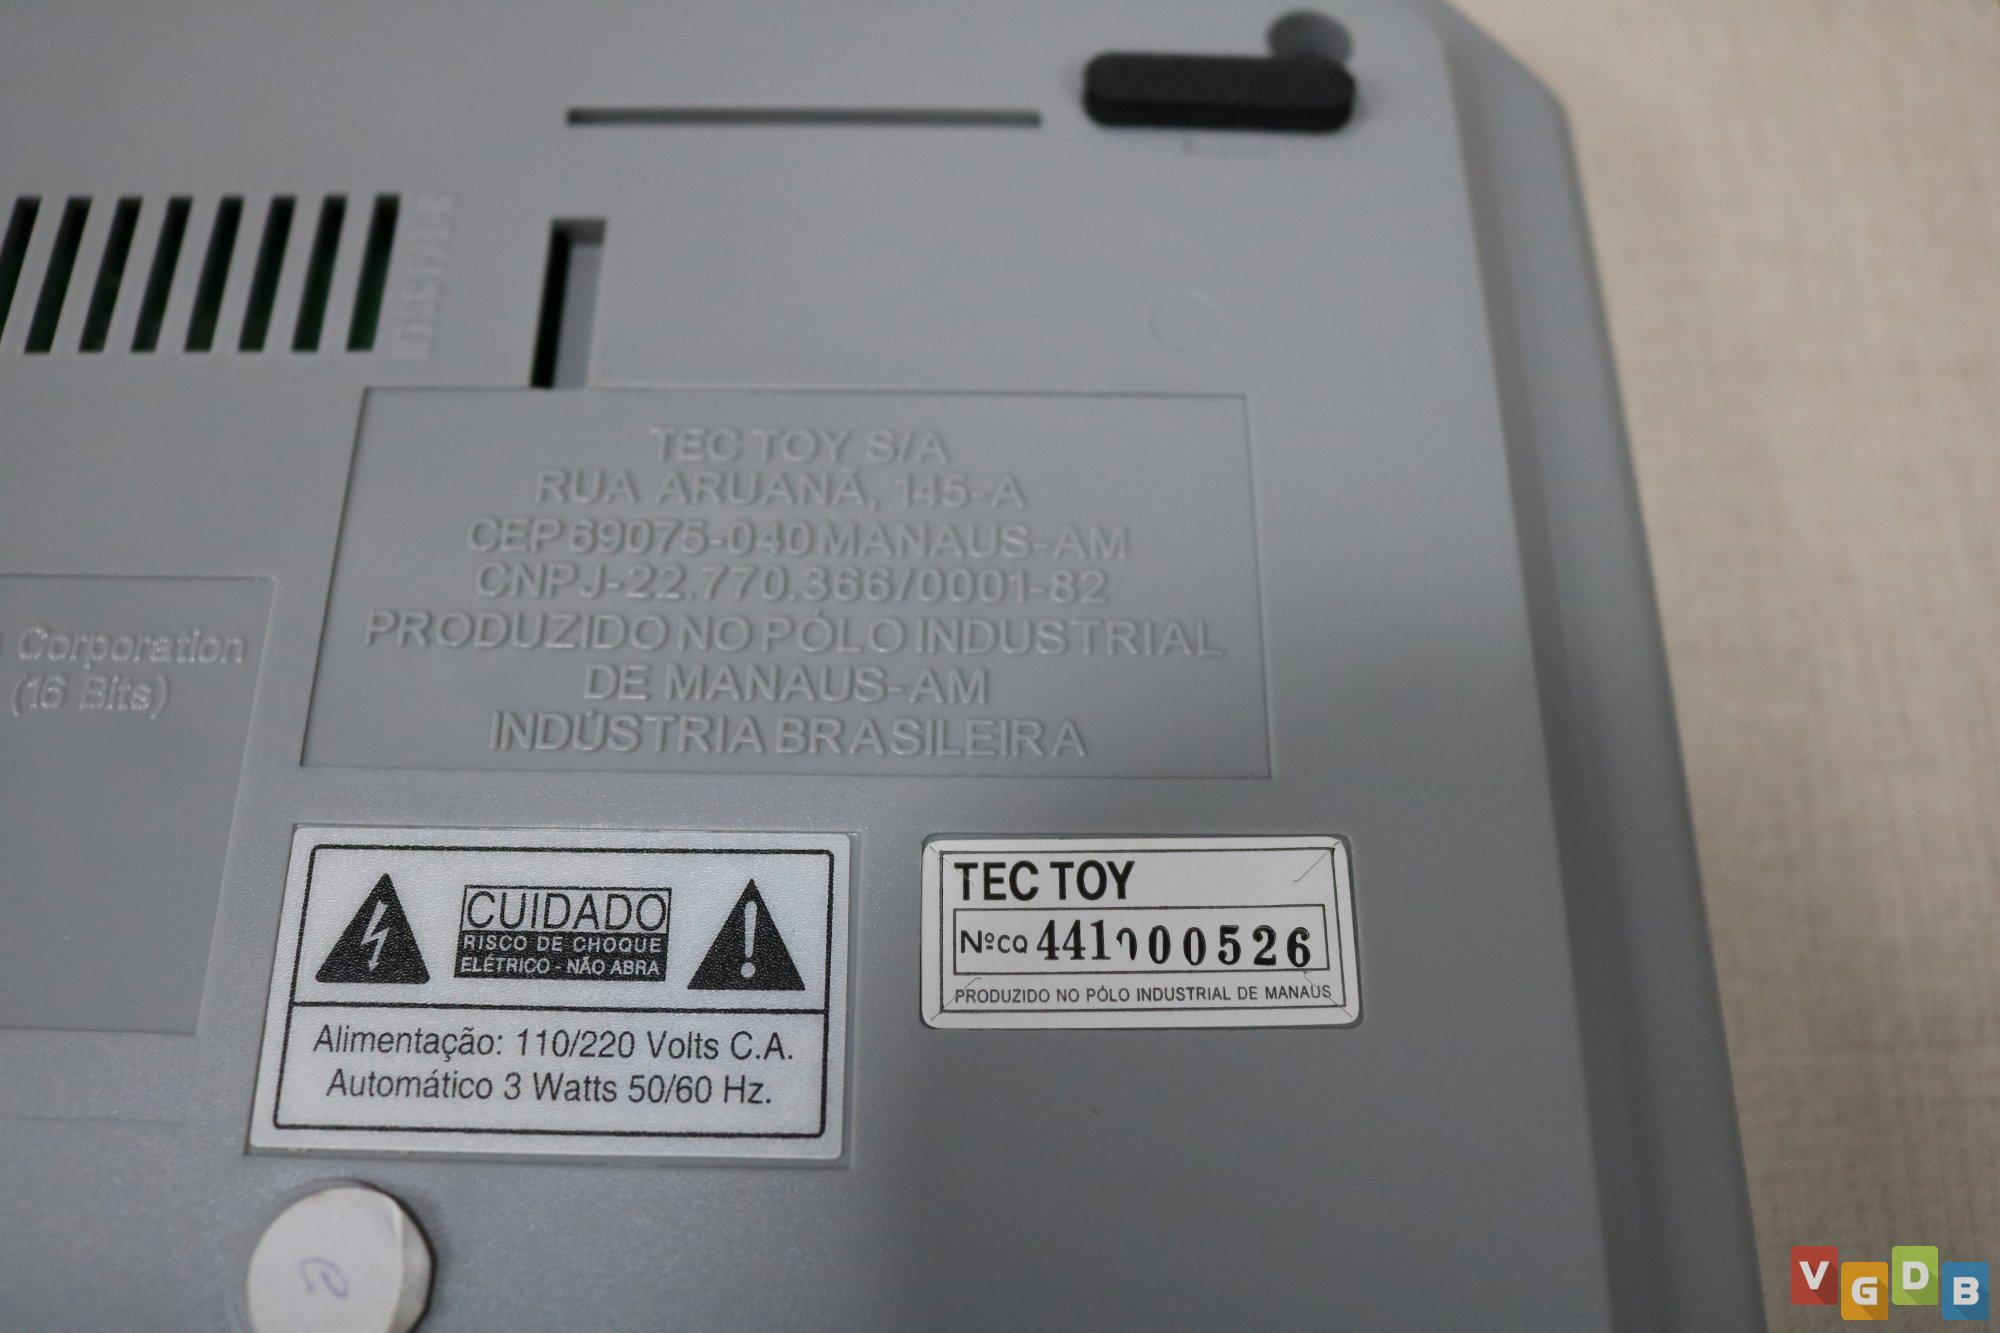 TEC TOY S/A
RUA ARUANÃ, 145-A
CEP 69075-040 MANAUS-AM
CNPJ-22.770.366/0001-82
PRODUZIDO NO PÓLO INDUSTRIAL
DE MANAUS-AM
INDÚSTRIA BRASILEIRA
Corporation
(16 Bits)
CUIDADO
RISCO DE CHOQUE
ELÉTRICO - NÃO ABRA
Alimentação: 110/220 Volts C.A.
Automático 3 Watts 50/60 Hz.
TEC TOY
NºCQ 441000526
PRODUZIDO NO PÓLO INDUSTRIAL DE MANAUS
VGDB